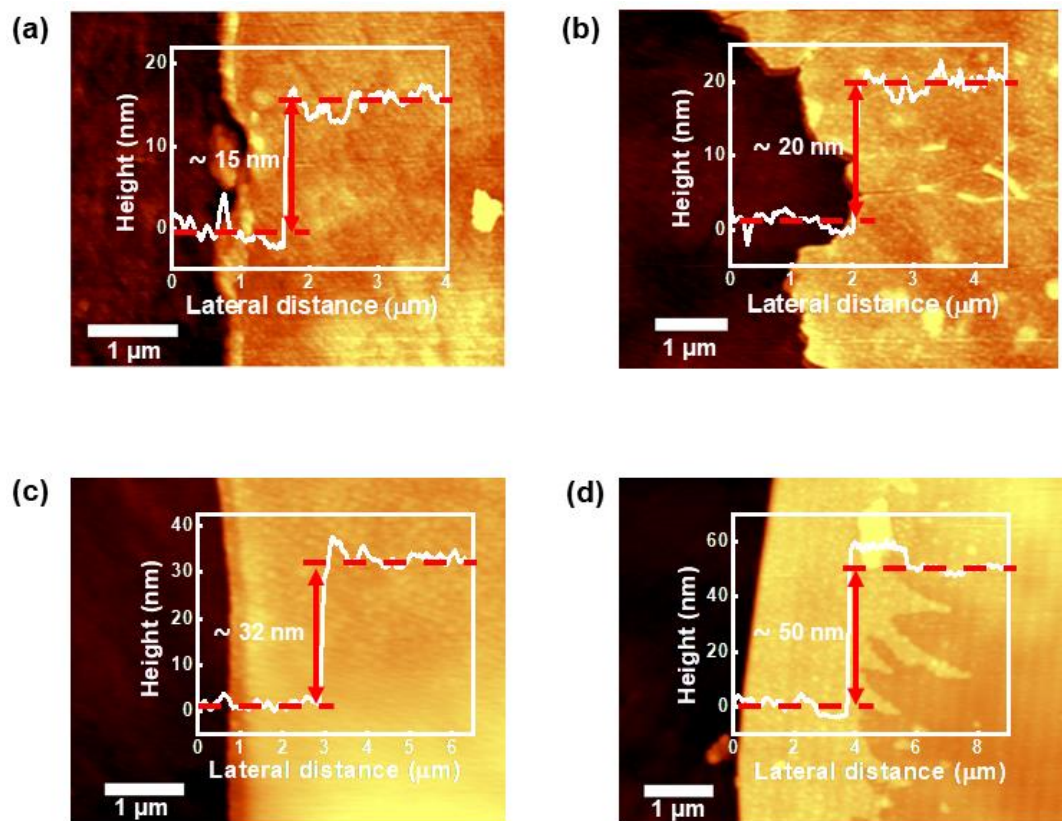 (a)
Height (nm)
20
10
0
~ 15 nm
0 1 2 3 4
Lateral distance (μm)
1 μm
(b)
Height (nm)
20
10
0
~ 20 nm
0 1 2 3 4
Lateral distance (μm)
1 μm
(c)
Height (nm)
40
30
20
10
0
~ 32 nm
0 1 2 3 4 5 6
Lateral distance (μm)
1 μm
(d)
Height (nm)
60
40
20
0
~ 50 nm
0 2 4 6 8
Lateral distance (μm)
1 μm